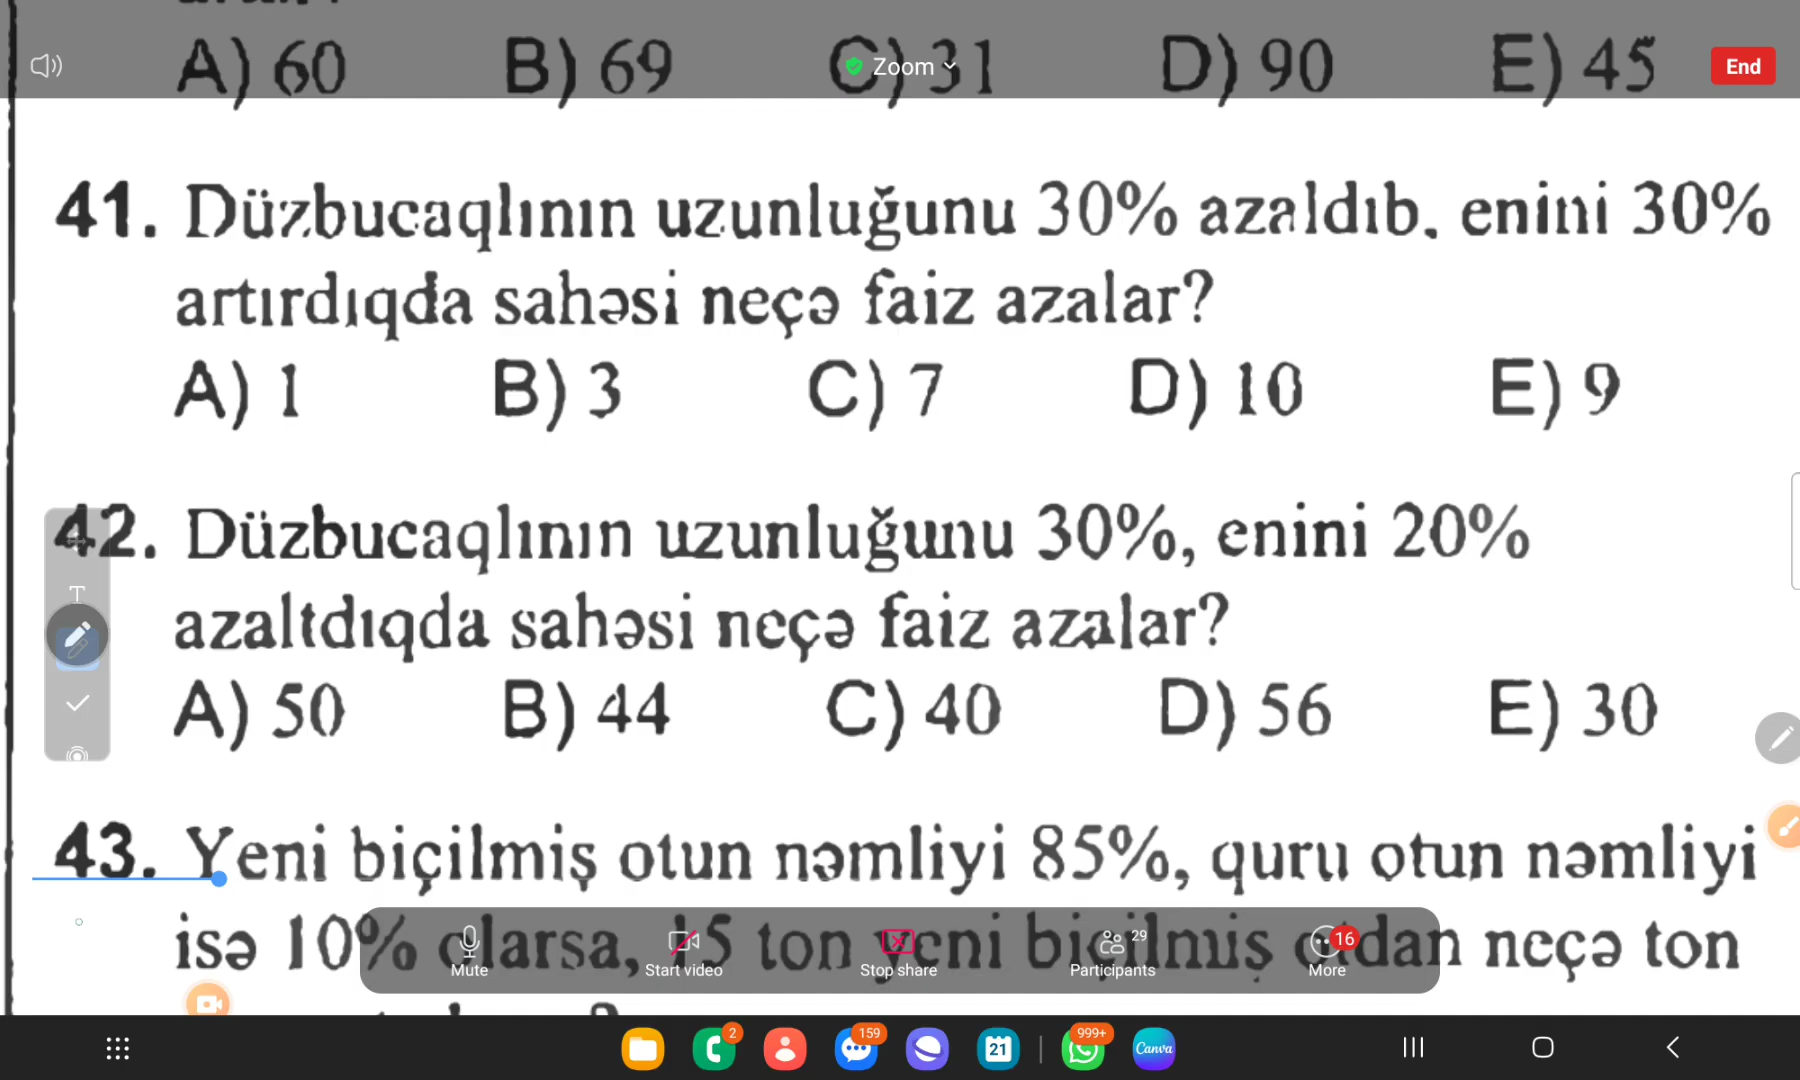 A) 60 B) 69 C) 31 D) 90 E) 45
Zoom
End
41. Düzbucaqlının uzunluğunu 30% azaldıb, enini 30%
artırdıqda sahəsi neçə faiz azalar?
A) 1 B) 3 C) 7 D) 10 E) 9
42. Düzbucaqlının uzunluğunu 30%, enini 20%
azaltdıqda sahəsi neçə faiz azalar?
A) 50 B) 44 C) 40 D) 56 E) 30
T
43. Yeni biçilmiş otun nəmliyi 85%, quru otun nəmliyi
isə 10% olarsa, 15 ton yeni biçilmiş otdan neçə ton
29 16
Mute Start video Stop share Participants More
2 159 21 999+ Canva